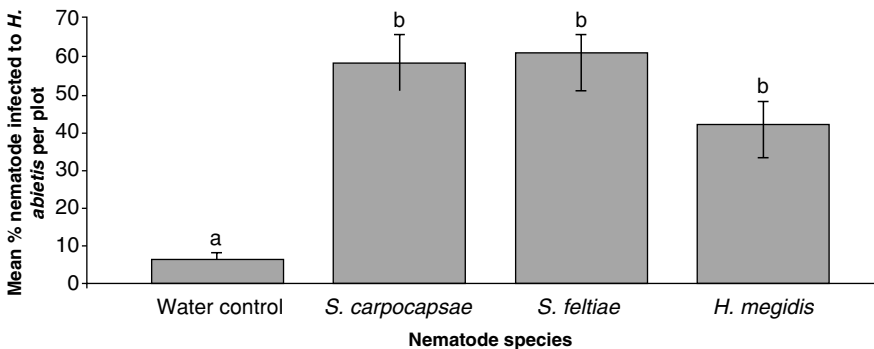 Mean % nematode infected to H.
abietis per plot
70
60
50
40
30
20
10
0
a
b
b
b
Water control
S. carpocapsae
S. feltiae
H. megidis
Nematode species